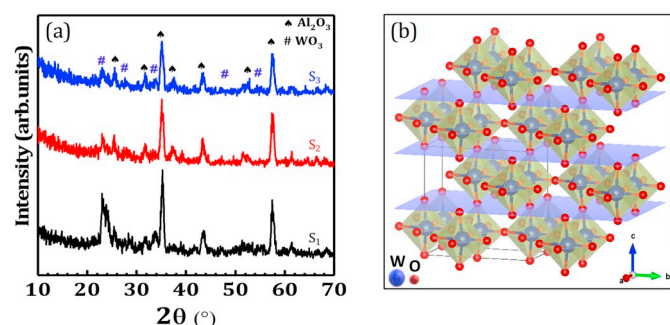 (a)
♠ Al₂O₃
# WO₃
Intensity (arb.units)
# ♠ # ♠ # ♠ ♠ ♠ # ♠ # ♠
S₃
S₂
S₁
10 20 30 40 50 60 70
2θ (°)
(b)
W O
c
a b